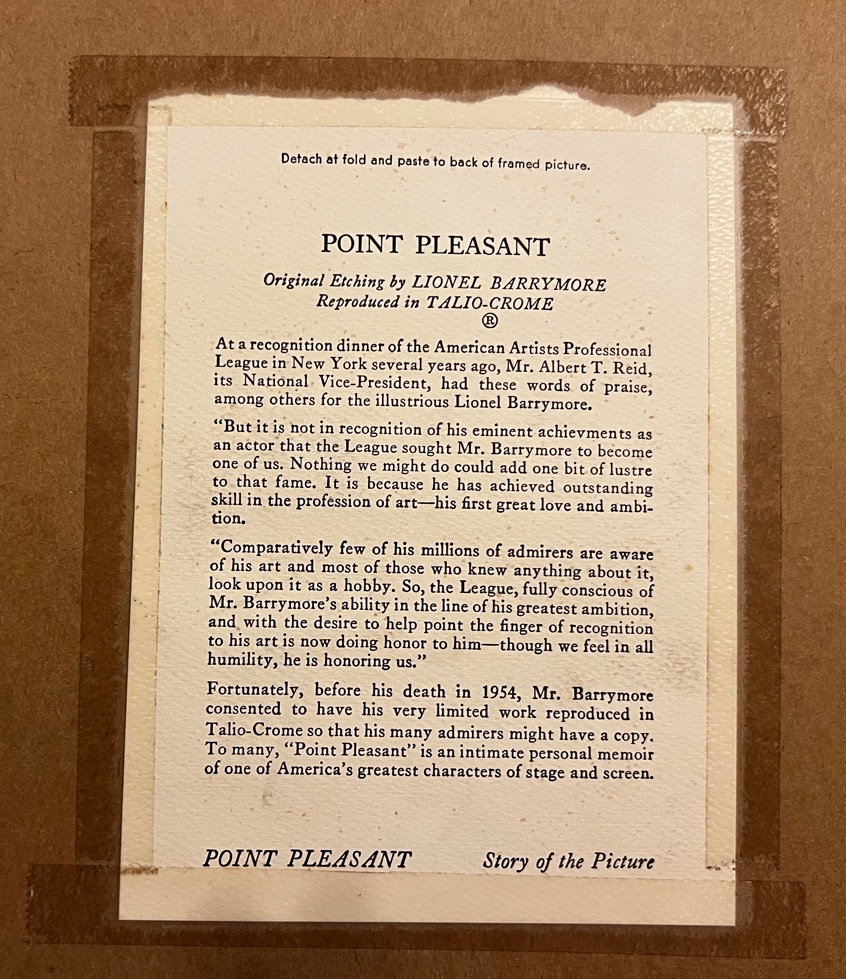 Detach at fold and paste to back of framed picture.
POINT PLEASANT
Original Etching by LIONEL BARRYMORE
Reproduced in TALIO-CROME
®
At a recognition dinner of the American Artists Professional
League in New York several years ago, Mr. Albert T. Reid,
its National Vice-President, had these words of praise,
among others for the illustrious Lionel Barrymore.
“But it is not in recognition of his eminent achievments as
an actor that the League sought Mr. Barrymore to become
one of us. Nothing we might do could add one bit of lustre
to that fame. It is because he has achieved outstanding
skill in the profession of art—his first great love and ambi-
tion.
“Comparatively few of his millions of admirers are aware
of his art and most of those who knew anything about it,
look upon it as a hobby. So, the League, fully conscious of
Mr. Barrymore's ability in the line of his greatest ambition,
and with the desire to help point the finger of recognition
to his art is now doing honor to him—though we feel in all
humility, he is honoring us.”
Fortunately, before his death in 1954, Mr. Barrymore
consented to have his very limited work reproduced in
Talio-Crome so that his many admirers might have a copy.
To many, “Point Pleasant” is an intimate personal memoir
of one of America's greatest characters of stage and screen.
POINT PLEASANT Story of the Picture